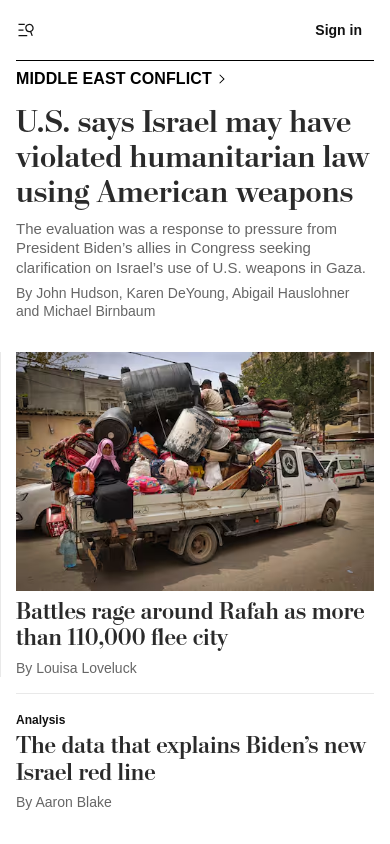 Sign in
MIDDLE EAST CONFLICT
U.S. says Israel may have
violated humanitarian law
using American weapons
The evaluation was a response to pressure from
President Biden’s allies in Congress seeking
clarification on Israel’s use of U.S. weapons in Gaza.
By John Hudson, Karen DeYoung, Abigail Hauslohner
and Michael Birnbaum
Battles rage around Rafah as more
than 110,000 flee city
By Louisa Loveluck
Analysis
The data that explains Biden’s new
Israel red line
By Aaron Blake